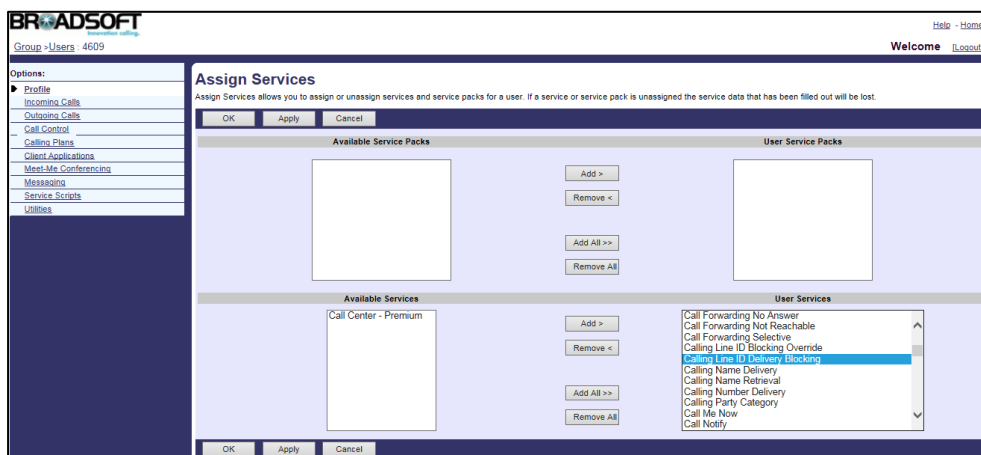 BROADSOFT
Innovation calling.
Help - Home
Group >Users : 4609
Welcome [Logout
Options:
Profile
Incoming Calls
Outgoing Calls
Call Control
Calling Plans
Client Applications
Meet-Me Conferencing
Messaging
Service Scripts
Utilities
Assign Services
Assign Services allows you to assign or unassign services and service packs for a user. If a service or service pack is unassigned the service data that has been filled out will be lost.
OK Apply Cancel
Available Service Packs User Service Packs
Add >
Remove <
Add All >>
Remove All
Available Services User Services
Call Center - Premium
Add >
Remove <
Add All >>
Remove All
Call Forwarding No Answer
Call Forwarding Not Reachable
Call Forwarding Selective
Calling Line ID Blocking Override
Calling Line ID Delivery Blocking
Calling Name Delivery
Calling Name Retrieval
Calling Number Delivery
Calling Party Category
Call Me Now
Call Notify
OK Apply Cancel